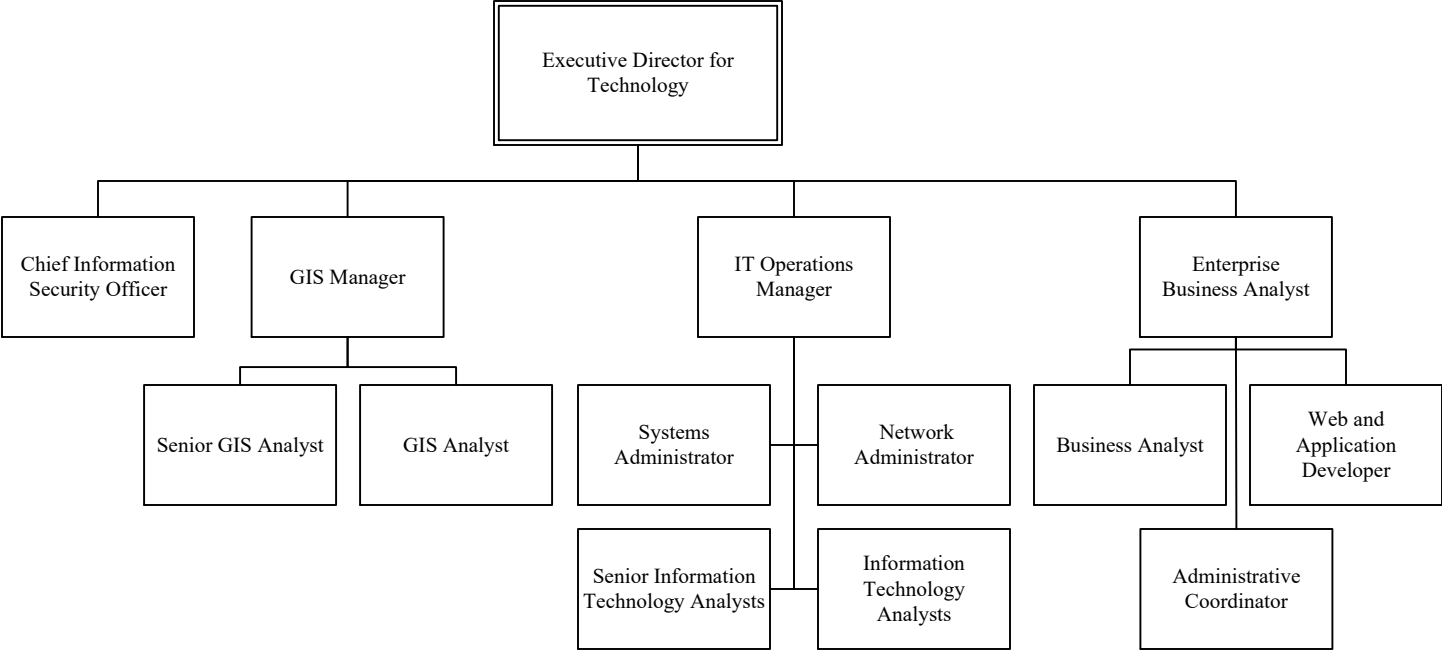 Executive Director for
Technology
Chief Information
Security Officer
GIS Manager
IT Operations
Manager
Enterprise
Business Analyst
Senior GIS Analyst
GIS Analyst
Systems
Administrator
Network
Administrator
Business Analyst
Web and
Application
Developer
Senior Information
Technology Analysts
Information
Technology
Analysts
Administrative
Coordinator